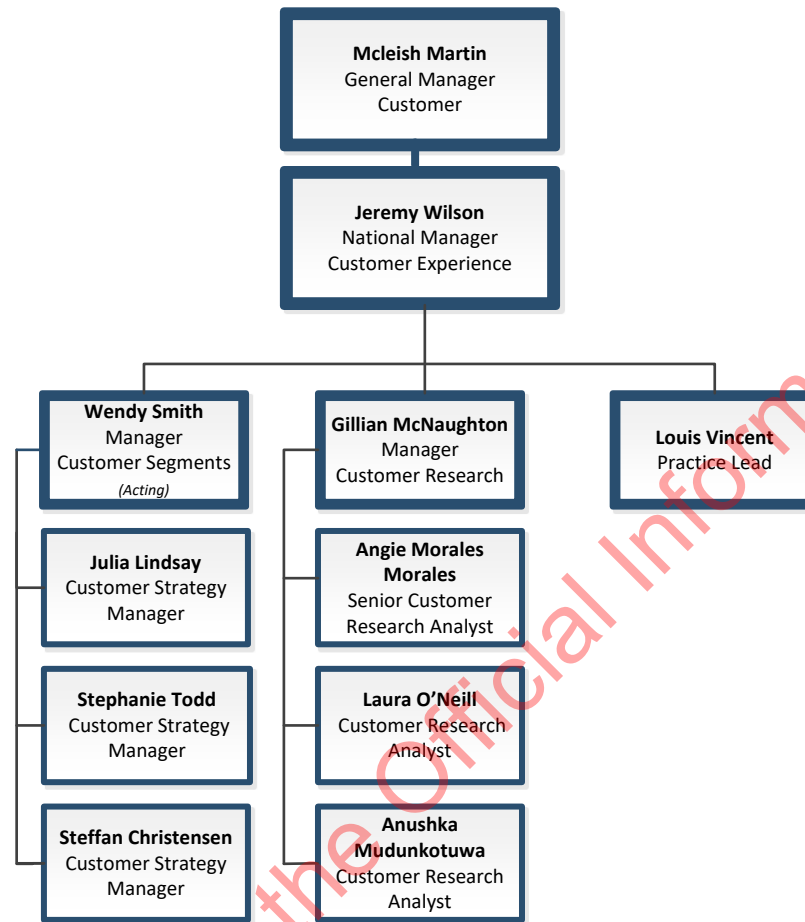 Mcleish Martin
General Manager
Customer
Jeremy Wilson
National Manager
Customer Experience
Wendy Smith
Manager
Customer Segments
(Acting)
Gillian McNaughton
Manager
Customer Research
Louis Vincent
Practice Lead
Julia Lindsay
Customer Strategy
Manager
Angie Morales
Morales
Senior Customer
Research Analyst
Stephanie Todd
Customer Strategy
Manager
Laura O’Neill
Customer Research
Analyst
Steffan Christensen
Customer Strategy
Manager
Anushka
Mudunkotuwa
Customer Research
Analyst
the Official Inform